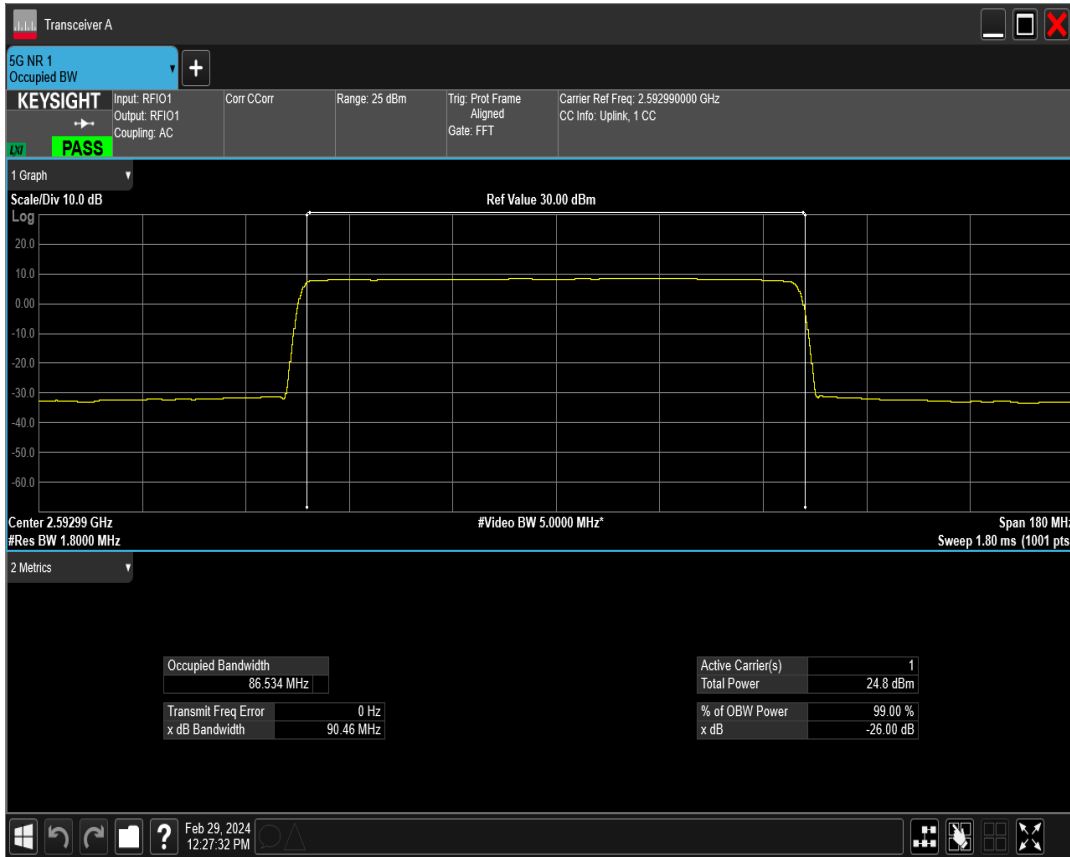 Transceiver A
5G NR 1
Occupied BW
KEYSIGHT
Input: RFIO1
Output: RFIO1
Coupling: AC
Corr CCorr
Range: 25 dBm
Trig: Prot Frame
Aligned
Gate: FFT
Carrier Ref Freq: 2.592990000 GHz
CC Info: Uplink, 1 CC
LXI
PASS
1 Graph
Scale/Div 10.0 dB
Ref Value 30.00 dBm
Log
20.0
10.0
0.00
-10.0
-20.0
-30.0
-40.0
-50.0
-60.0
Center 2.59299 GHz
#Video BW 5.0000 MHz*
Span 180 MHz
#Res BW 1.8000 MHz
Sweep 1.80 ms (1001 pts
2 Metrics
Occupied Bandwidth
86.534 MHz
Transmit Freq Error 0 Hz
x dB Bandwidth 90.46 MHz
Active Carrier(s) 1
Total Power 24.8 dBm
% of OBW Power 99.00 %
x dB -26.00 dB
?
Feb 29, 2024
12:27:32 PM